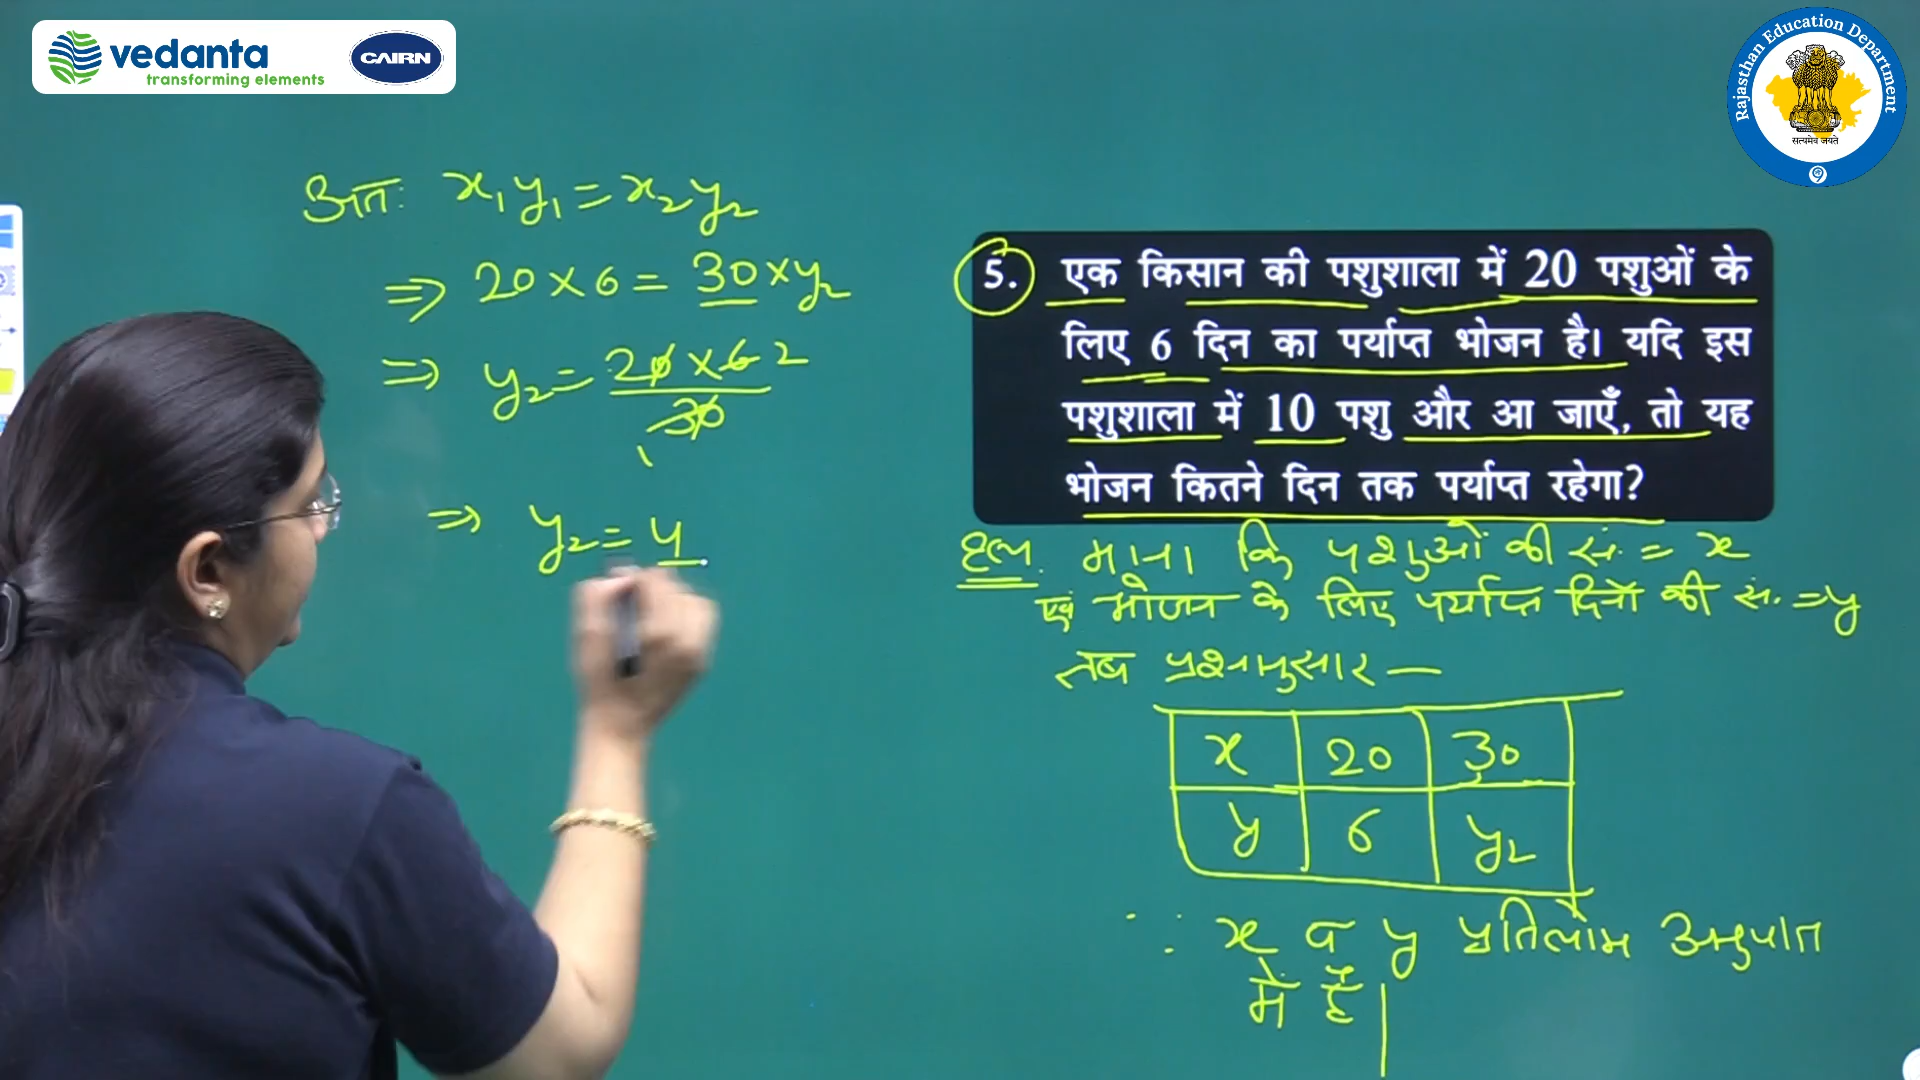 vedanta
transforming elements
CAIRN
Rajasthan Education Department
सत्यमेव जयते
अतः x₁y₁ = x₂y₂
⇒ 20 × 6 = 30 × y₂
⇒ y₂ = 20 × 6 2
30
1
⇒ y₂ = 4
5. एक किसान की पशुशाला में 20 पशुओं के
लिए 6 दिन का पर्याप्त भोजन है। यदि इस
पशुशाला में 10 पशु और आ जाएँ, तो यह
भोजन कितने दिन तक पर्याप्त रहेगा?
हल. माना कि पशुओं की सं. = x
एवं भोजन के लिए पर्याप्त दिनों की सं. = y
तब प्रश्नानुसार —
x 20 30
y 6 y₂
∵ x व y प्रतिलोम अनुपात
में हैं|